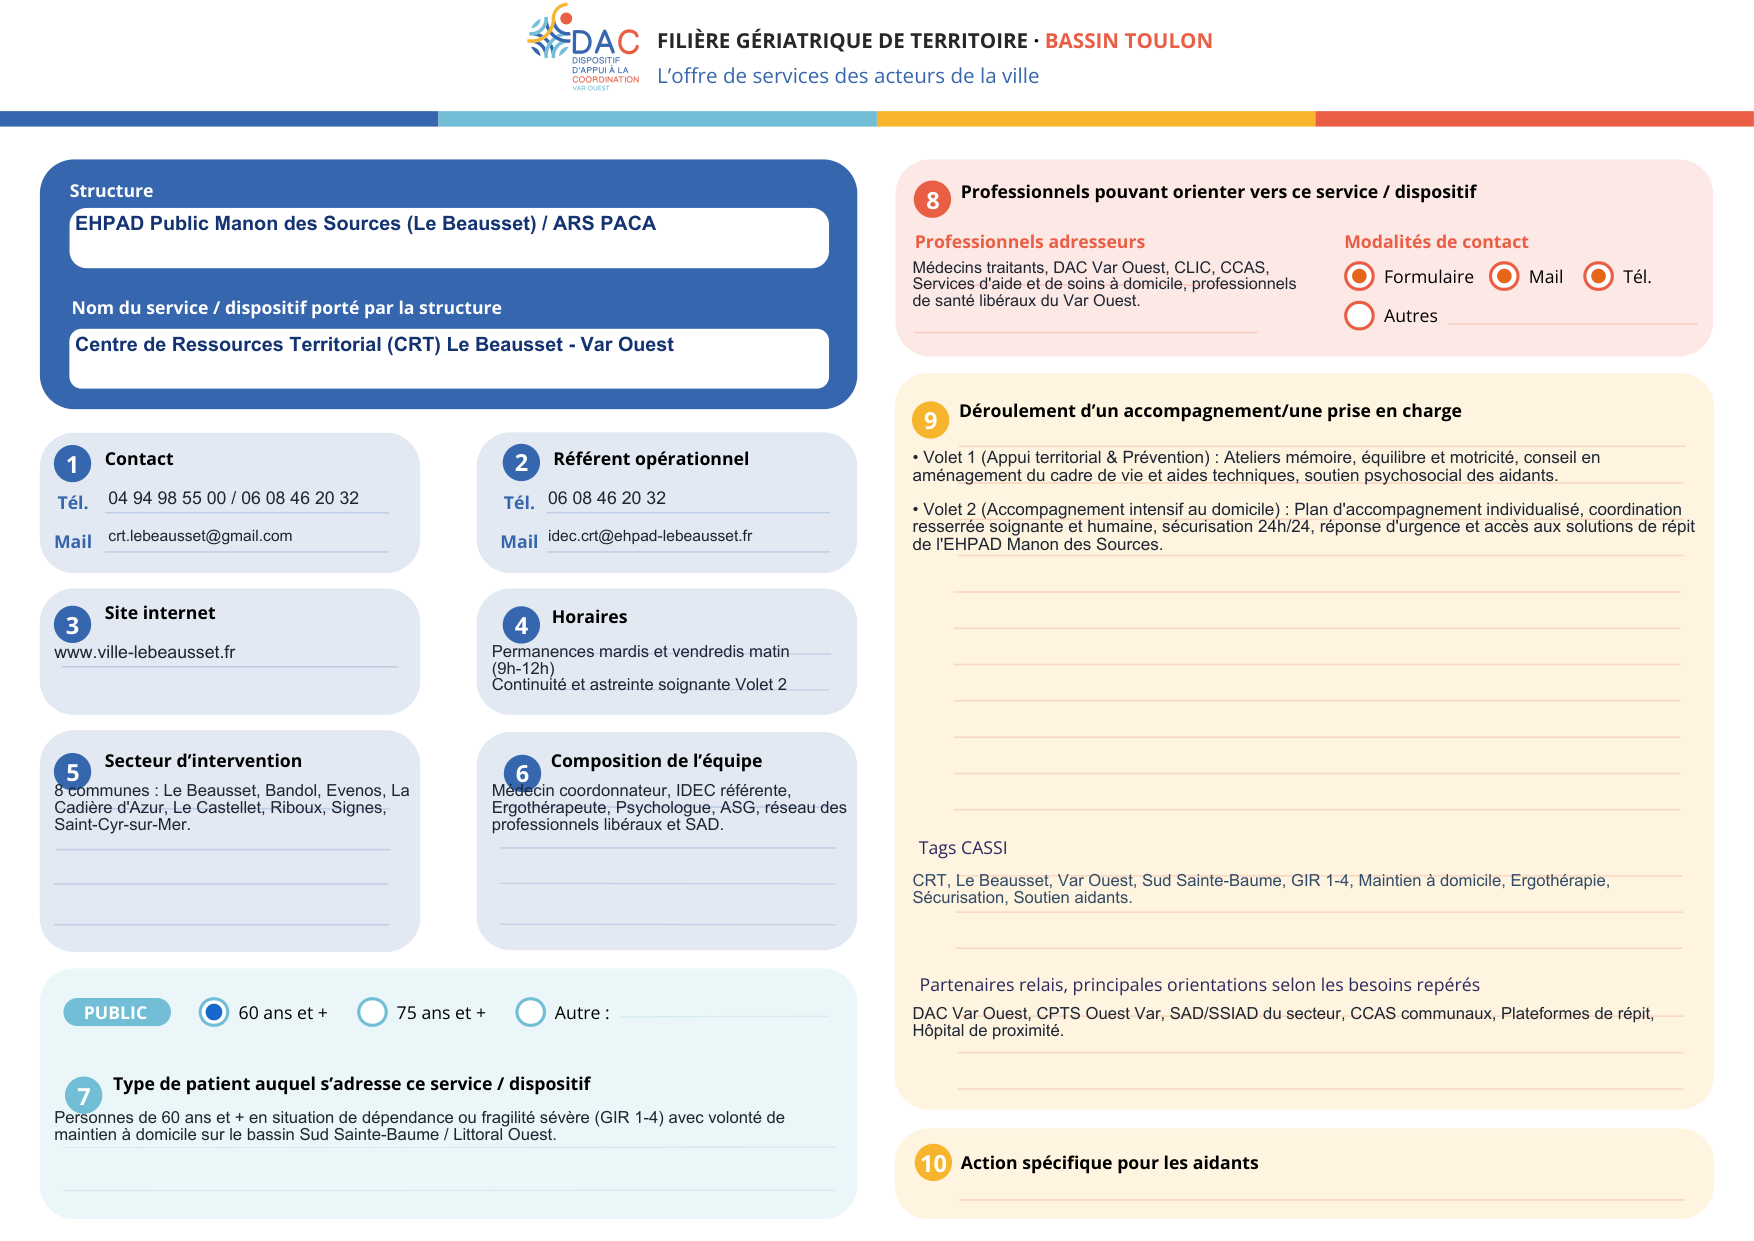 DAC
DISPOSITIF
D'APPUI À LA
COORDINATION
VAR OUEST
FILIÈRE GÉRIATRIQUE DE TERRITOIRE · BASSIN TOULON
L'offre de services des acteurs de la ville
Structure
EHPAD Public Manon des Sources (Le Beausset) / ARS PACA
Nom du service / dispositif porté par la structure
Centre de Ressources Territorial (CRT) Le Beausset - Var Ouest
1 Contact
Tél. 04 94 98 55 00 / 06 08 46 20 32
Mail crt.lebeausset@gmail.com
2 Référent opérationnel
Tél. 06 08 46 20 32
Mail idec.crt@ehpad-lebeausset.fr
3 Site internet
www.ville-lebeausset.fr
4 Horaires
Permanences mardis et vendredis matin
(9h-12h)
Continuité et astreinte soignante Volet 2
5 Secteur d'intervention
8 communes : Le Beausset, Bandol, Evenos, La
Cadière d'Azur, Le Castellet, Riboux, Signes,
Saint-Cyr-sur-Mer.
6 Composition de l'équipe
Médecin coordonnateur, IDEC référente,
Ergothérapeute, Psychologue, ASG, réseau des
professionnels libéraux et SAD.
PUBLIC 60 ans et + 75 ans et + Autre :
7 Type de patient auquel s'adresse ce service / dispositif
Personnes de 60 ans et + en situation de dépendance ou fragilité sévère (GIR 1-4) avec volonté de
maintien à domicile sur le bassin Sud Sainte-Baume / Littoral Ouest.
8 Professionnels pouvant orienter vers ce service / dispositif
Professionnels adresseurs
Médecins traitants, DAC Var Ouest, CLIC, CCAS,
Services d'aide et de soins à domicile, professionnels
de santé libéraux du Var Ouest.
Modalités de contact
Formulaire Mail Tél.
Autres
9 Déroulement d'un accompagnement/une prise en charge
• Volet 1 (Appui territorial & Prévention) : Ateliers mémoire, équilibre et motricité, conseil en
aménagement du cadre de vie et aides techniques, soutien psychosocial des aidants.
• Volet 2 (Accompagnement intensif au domicile) : Plan d'accompagnement individualisé, coordination
resserrée soignante et humaine, sécurisation 24h/24, réponse d'urgence et accès aux solutions de répit
de l'EHPAD Manon des Sources.
Tags CASSI
CRT, Le Beausset, Var Ouest, Sud Sainte-Baume, GIR 1-4, Maintien à domicile, Ergothérapie,
Sécurisation, Soutien aidants.
Partenaires relais, principales orientations selon les besoins repérés
DAC Var Ouest, CPTS Ouest Var, SAD/SSIAD du secteur, CCAS communaux, Plateformes de répit,
Hôpital de proximité.
10 Action spécifique pour les aidants